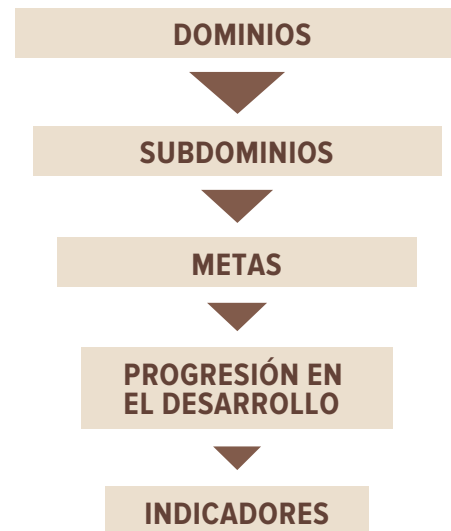 DOMINIOS
SUBDOMINIOS
METAS
PROGRESIÓN EN
EL DESARROLLO
INDICADORES